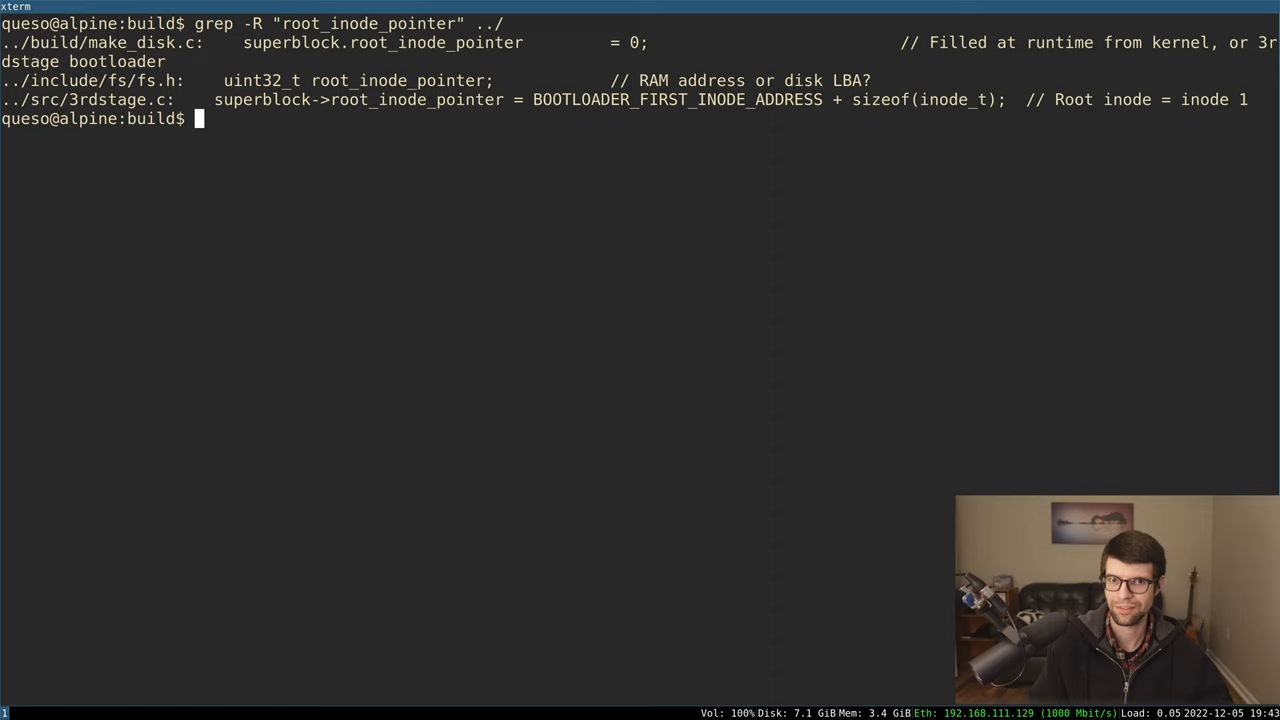 xterm
queso@alpine:build$ grep -R "root_inode_pointer" ../
../build/make_disk.c:    superblock.root_inode_pointer         = 0;                          // Filled at runtime from kernel, or 3r
dstage bootloader
../include/fs/fs.h:    uint32_t root_inode_pointer;            // RAM address or disk LBA?
../src/3rdstage.c:    superblock->root_inode_pointer = BOOTLOADER_FIRST_INODE_ADDRESS + sizeof(inode_t);  // Root inode = inode 1
queso@alpine:build$
1 Vol: 100% Disk: 7.1 GiB Mem: 3.4 GiB Eth: 192.168.111.129 (1000 Mbit/s) Load: 0.05 2022-12-05 19:43